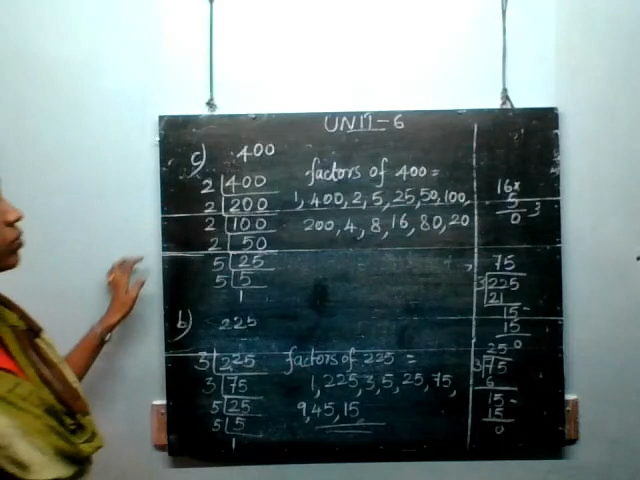 UNIT-6
c) 400
2 400
2 200
2 100
2 50
5 25
5 5
1
factors of 400 =
1, 400, 2, 5, 25, 50, 100,
200, 4, 8, 16, 80, 20
16x
5
0 3
75
3 225
21
15-
15
0
25
3 75
6
15-
15
0
b) 225
3 225
3 75
5 25
5 5
1
factors of 225 =
1, 225, 3, 5, 25, 75,
9, 45, 15